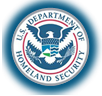 U.S. DEPARTMENT OF
HOMELAND SECURITY